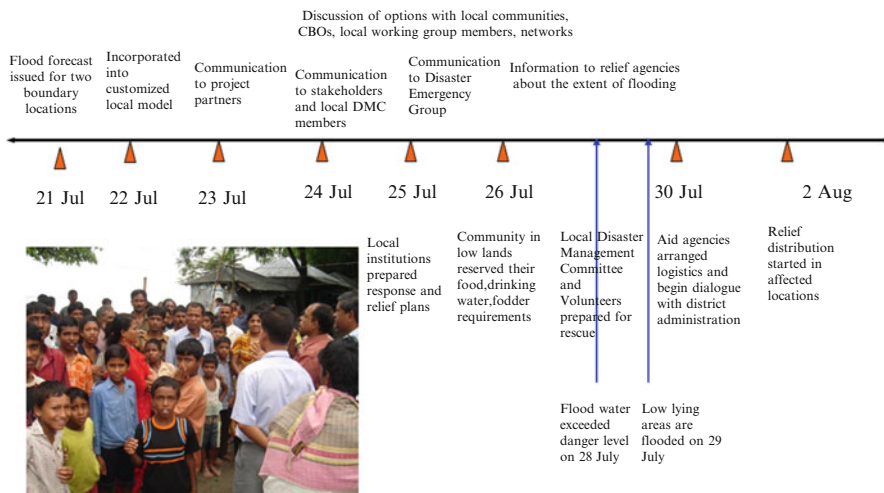 Discussion of options with local communities,
CBOs, local working group members, networks
Flood forecast
issued for two
boundary
locations
Incorporated
into
customized
local model
Communication
to project
partners
Communication
to stakeholders
and local DMC
members
Communication
to Disaster
Emergency
Group
Information to relief agencies
about the extent of flooding
21 Jul
22 Jul
23 Jul
24 Jul
25 Jul
26 Jul
30 Jul
2 Aug
Local
institutions
prepared
response and
relief plans
Community in
low lands
reserved their
food,drinking
water,fodder
requirements
Local Disaster
Management
Committee
and
Volunteers
prepared for
rescue
Aid agencies
arranged
logistics and
begin dialogue
with district
administration
Relief
distribution
started in
affected
locations
Flood water
exceeded
danger level
on 28 July
Low lying
areas are
flooded on 29
July